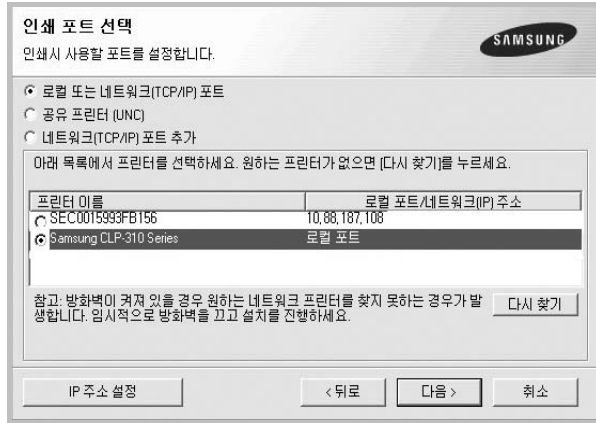 인쇄 포트 선택
인쇄시 사용할 포트를 설정합니다.
SAMSUNG
로컬 또는 네트워크(TCP/IP) 포트
공유 프린터 (UNC)
네트워크(TCP/IP) 포트 추가
아래 목록에서 프린터를 선택하세요. 원하는 프린터가 없으면 [다시 찾기]를 누르세요.
프린터 이름 로컬 포트/네트워크(IP) 주소
SEC0015993FB156 10,88,187,108
Samsung CLP-310 Series 로컬 포트
참고: 방화벽이 켜져 있을 경우 원하는 네트워크 프린터를 찾지 못하는 경우가 발
생합니다. 임시적으로 방화벽을 끄고 설치를 진행하세요.
다시 찾기
IP 주소 설정 < 뒤로 다음 > 취소